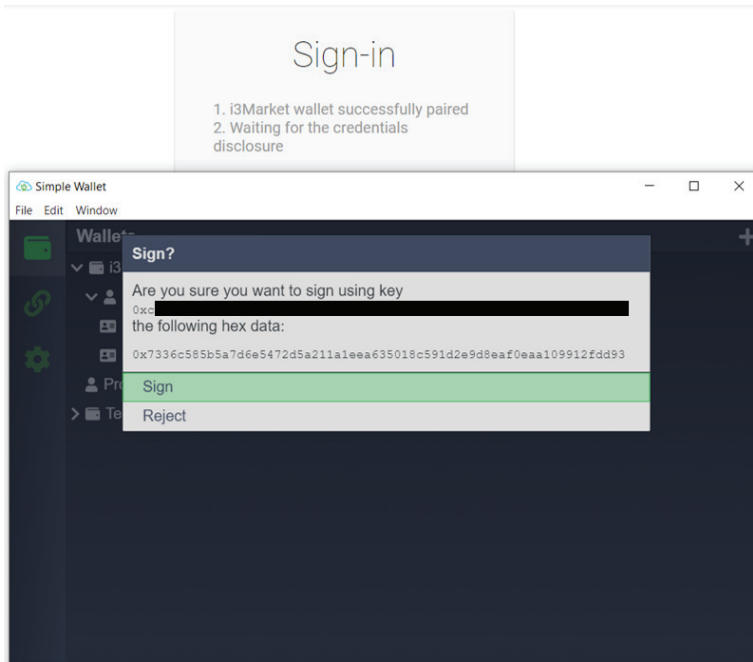 Sign-in
1. i3Market wallet successfully paired
2. Waiting for the credentials
disclosure
Simple Wallet
File Edit Window
Sign?
Are you sure you want to sign using key
0xc
the following hex data:
0x7336c585b5a7d6e5472d5a211a1eea635018c591d2e9d8eaf0eaa109912fdd93
Sign
Reject